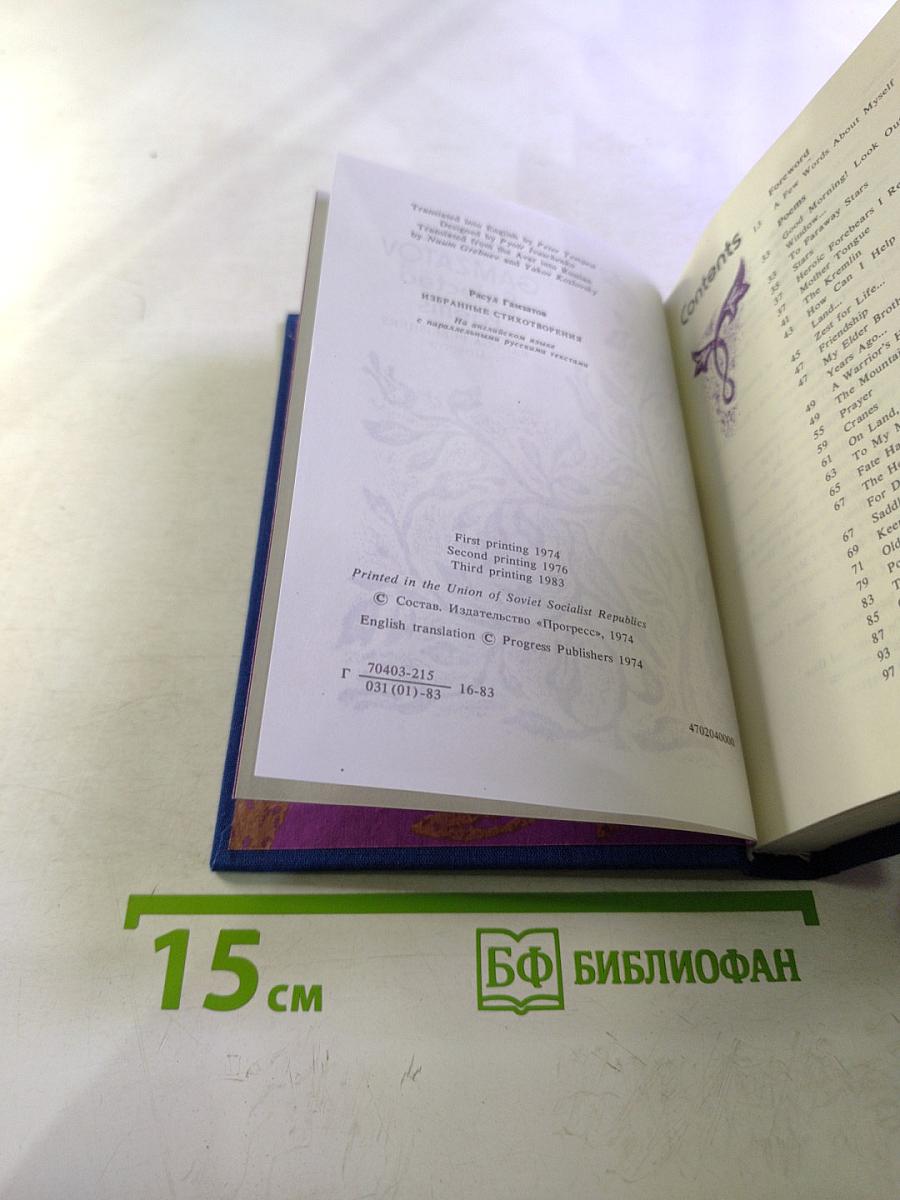 Translated into English by Peter Tempest
Designed by Pyotr
Translated from the Avar into Russian
by Naum Grebnev and Yakov Kozlovsky
Расул Гамзатов
ИЗБРАННЫЕ СТИХОТВОРЕНИЯ
На английском языке
с параллельными русскими текстами
First printing 1974
Second printing 1976
Third printing 1983
Printed in the Union of Soviet Socialist Republics
© Состав. Издательство «Прогресс», 1974
English translation © Progress Publishers 1974
Г 70403-215
031(01)-83 16-83
4702040000
Contents
Foreword
13 A Few Words About Myself
Poems
33 Good Morning! Look Out
Window...
33 To Faraway Stars
35 Stars
37 Heroic Forebears I
37 Mother Tongue
41 The Kremlin
43 How Can I Help
Land...
45 Zest for Life...
47 Friendship
47 My Elder
Years Ago...
49 A Warrior's
49 The
55 Prayer
59 Cranes
61 On Land,
63 To My
65 Fate
67 The
For
67
69
71
79
83
85
87
93
97
15 см
БФ БИБЛИОФАН